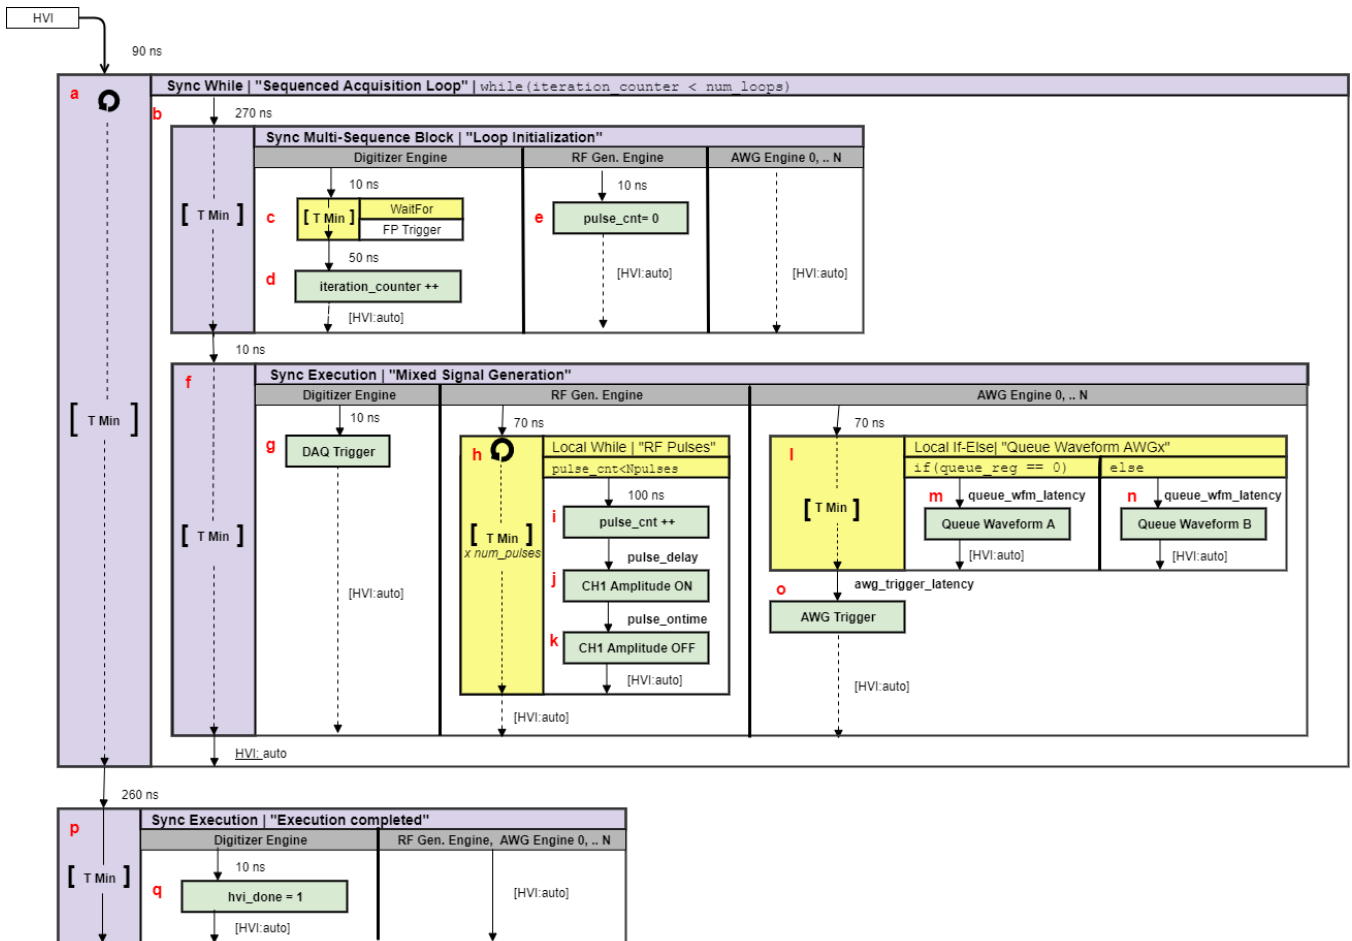 HVI
90 ns
a
Sync While | "Sequenced Acquisition Loop" | while(iteration_counter < num_loops)
b
270 ns
Sync Multi-Sequence Block | "Loop Initialization"
Digitizer Engine
RF Gen. Engine
AWG Engine 0, .. N
10 ns
10 ns
[ T Min ]
c
[ T Min ]
WaitFor
FP Trigger
e
pulse_cnt= 0
50 ns
d
iteration_counter ++
[HVI:auto]
[HVI:auto]
[HVI:auto]
10 ns
f
Sync Execution | "Mixed Signal Generation"
Digitizer Engine
RF Gen. Engine
AWG Engine 0, .. N
[ T Min ]
10 ns
70 ns
70 ns
g
DAQ Trigger
h
Local While | "RF Pulses"
pulse_cnt<Npulses
l
Local If-Else| "Queue Waveform AWGx"
if(queue_reg == 0)
else
100 ns
m
queue_wfm_latency
n
queue_wfm_latency
i
pulse_cnt ++
[ T Min ]
Queue Waveform A
Queue Waveform B
[ T Min ]
[ T Min ]
x num_pulses
pulse_delay
[HVI:auto]
[HVI:auto]
j
CH1 Amplitude ON
o
awg_trigger_latency
[HVI:auto]
pulse_ontime
AWG Trigger
k
CH1 Amplitude OFF
[HVI:auto]
[HVI:auto]
[HVI:auto]
HVI: auto
260 ns
p
Sync Execution | "Execution completed"
Digitizer Engine
RF Gen. Engine, AWG Engine 0, .. N
10 ns
[ T Min ]
q
hvi_done = 1
[HVI:auto]
[HVI:auto]